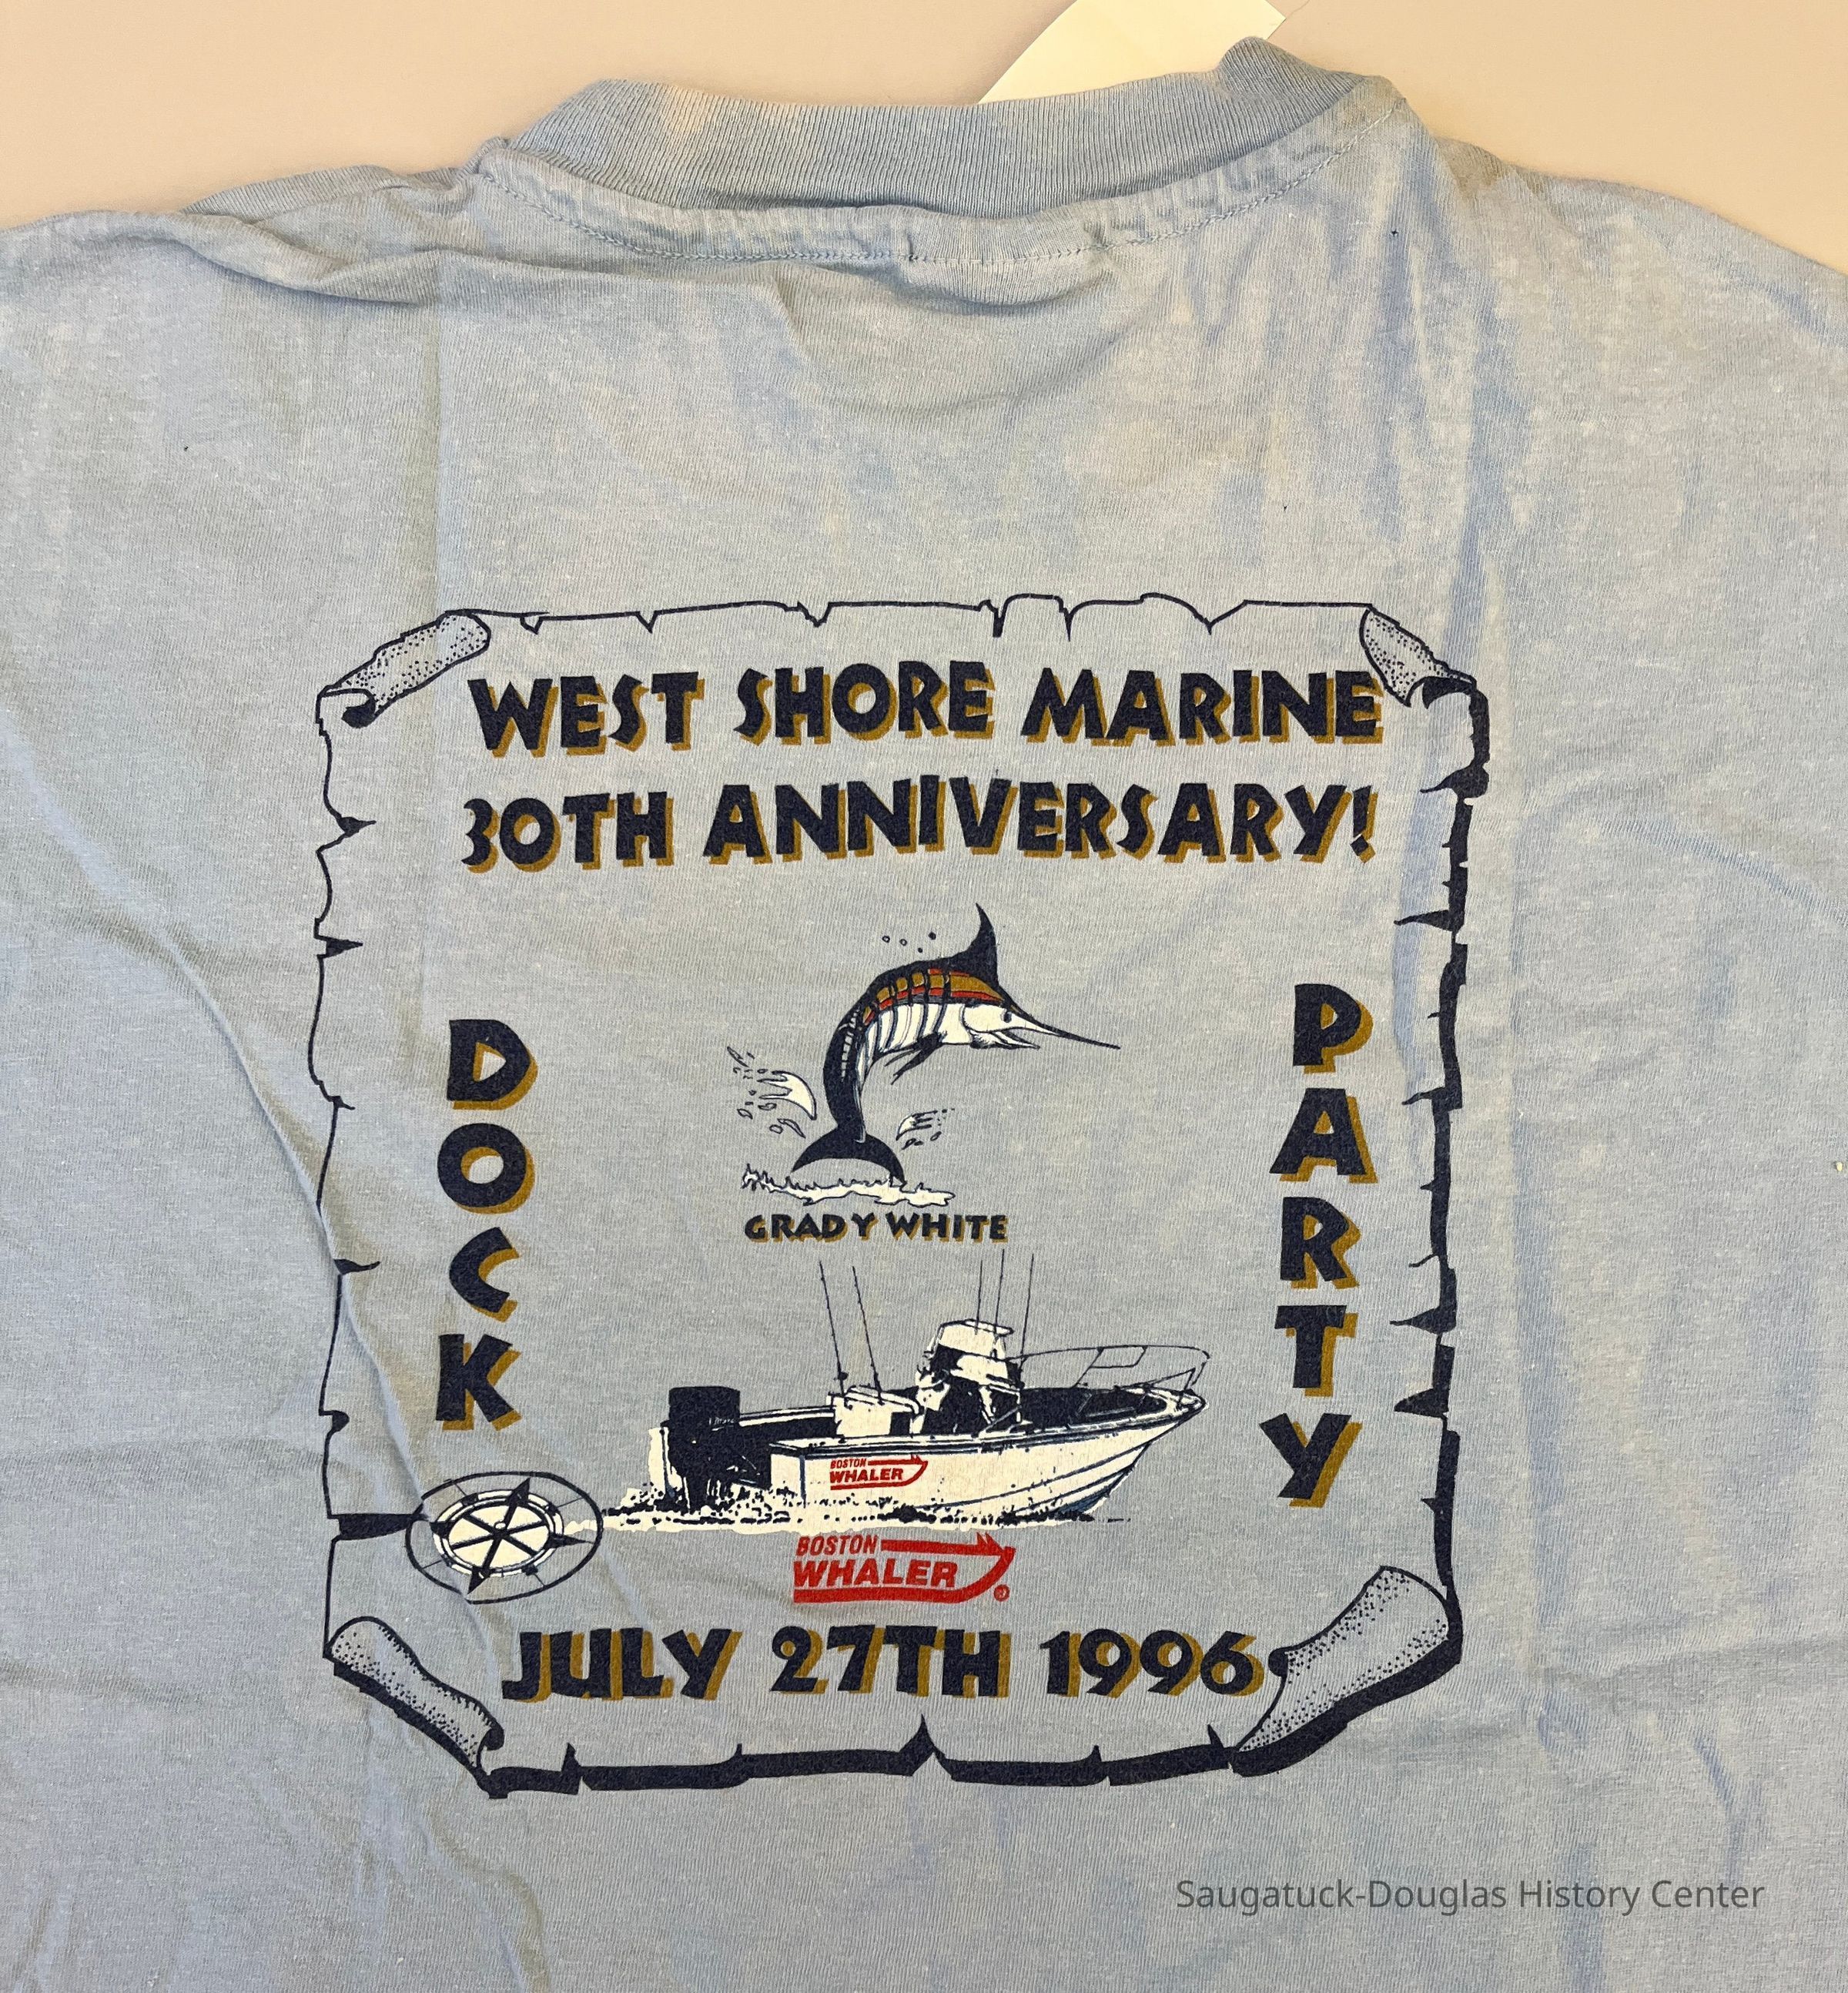 WEST SHORE MARINE
30TH ANNIVERSARY!
DOCK
PARTY
GRADY WHITE
BOSTON
WHALER
BOSTON
WHALER®
JULY 27TH 1996
Saugatuck-Douglas History Center